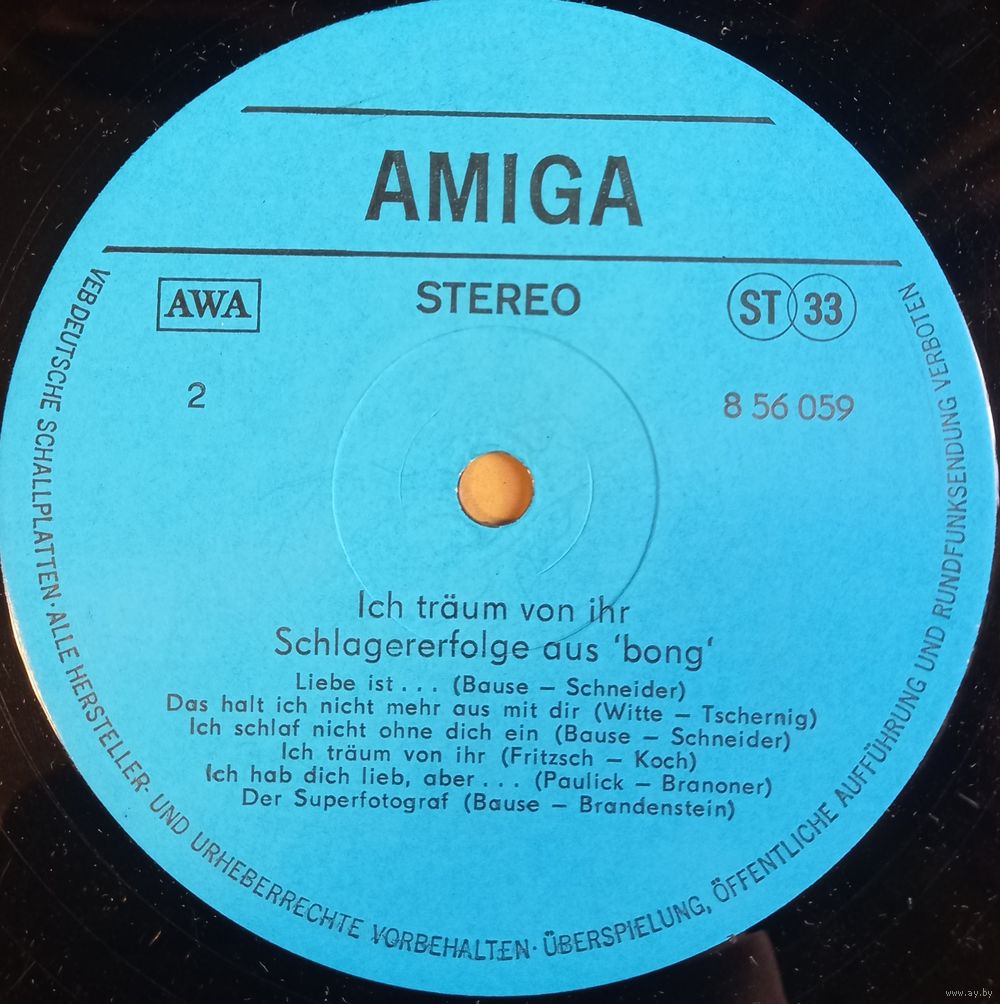 AMIGA
AWA
STEREO
ST 33
2
8 56 059
Ich träum von ihr
Schlagererfolge aus 'bong'
Liebe ist . . . (Bause – Schneider)
Das halt ich nicht mehr aus mit dir (Witte – Tschernig)
Ich schlaf nicht ohne dich ein (Bause – Schneider)
Ich träum von ihr (Fritzsch – Koch)
Ich hab dich lieb, aber . . . (Paulick – Branoner)
Der Superfotograf (Bause – Brandenstein)
VEB DEUTSCHE SCHALLPLATTEN · ALLE HERSTELLER- UND URHEBERRECHTE VORBEHALTEN · ÜBERSPIELUNG, ÖFFENTLICHE AUFFÜHRUNG UND RUNDFUNKSENDUNG VERBOTEN
www.ay.by